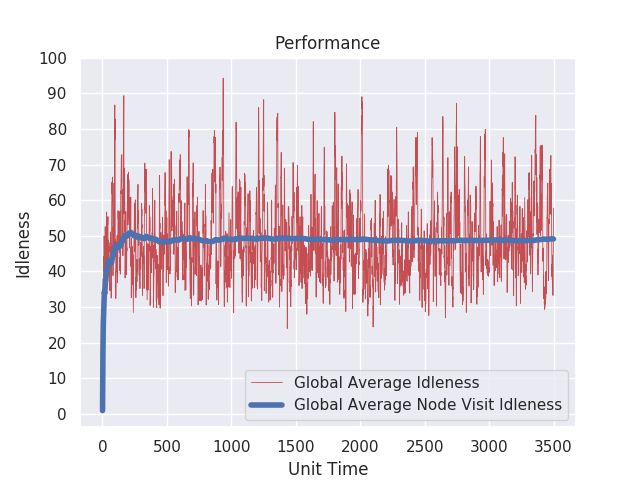 Performance
100
90
80
70
60
50
40
30
20
10
0
Idleness
Global Average Idleness
Global Average Node Visit Idleness
0 500 1000 1500 2000 2500 3000 3500
Unit Time